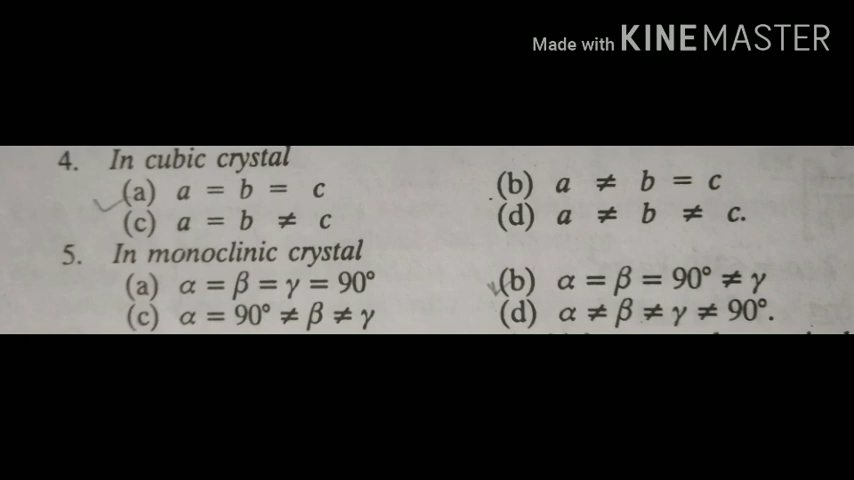 Made with KINEMASTER
4. In cubic crystal
(a) a = b = c (b) a ≠ b = c
(c) a = b ≠ c (d) a ≠ b ≠ c.
5. In monoclinic crystal
(a) α = β = γ = 90° (b) α = β = 90° ≠ γ
(c) α = 90° ≠ β ≠ γ (d) α ≠ β ≠ γ ≠ 90°.